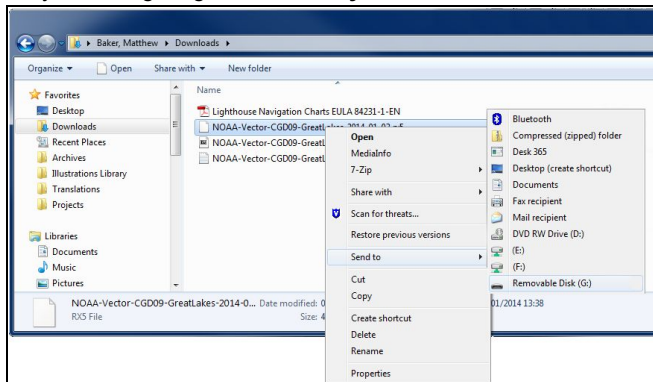 Baker, Matthew ▸ Downloads ▸
Organize Open Share with New folder
Favorites
Desktop
Downloads
Recent Places
Archives
Illustrations Library
Translations
Projects
Libraries
Documents
Music
Pictures
Name
Lighthouse Navigation Charts EULA 84231-1-EN
NOAA-Vector-CGD09-GreatLakes-2014-01-02
NOAA-Vector-CGD09-GreatL
NOAA-Vector-CGD09-GreatL
Open
MediaInfo
7-Zip
Share with
Scan for threats...
Restore previous versions
Send to
Cut
Copy
Create shortcut
Delete
Rename
Properties
Bluetooth
Compressed (zipped) folder
Desk 365
Desktop (create shortcut)
Documents
Fax recipient
Mail recipient
DVD RW Drive (D:)
(E:)
(F:)
Removable Disk (G:)
NOAA-Vector-CGD09-GreatLakes-2014-0... Date modified: 0
01/2014 13:38
RX5 File Size: 4